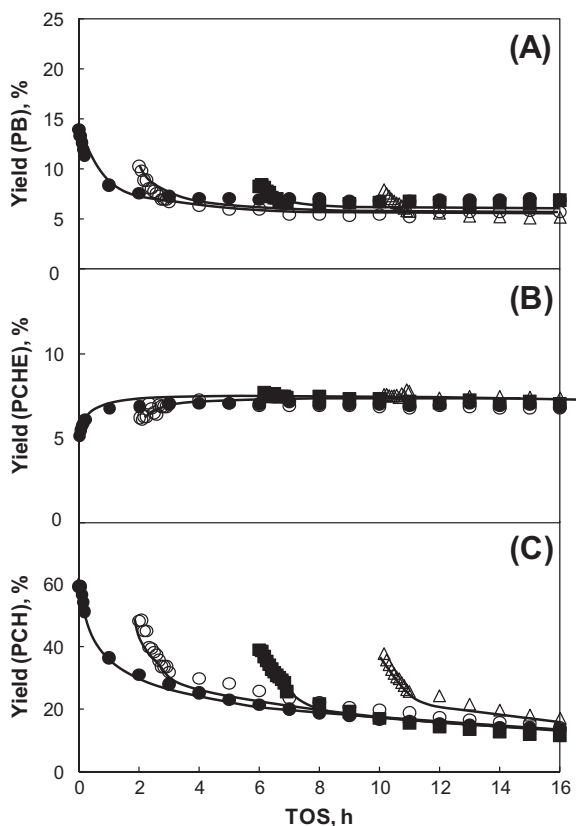 25
(A)
20
15
10
5
0
Yield (PB), %
(B)
10
5
0
Yield (PCHE), %
(C)
60
40
20
0
Yield (PCH), %
0 2 4 6 8 10 12 14 16
TOS, h